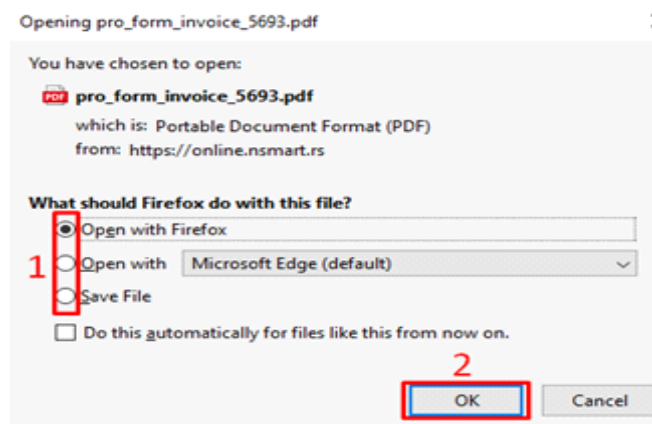 Opening pro_form_invoice_5693.pdf
You have chosen to open:
PDF pro_form_invoice_5693.pdf
which is: Portable Document Format (PDF)
from: https://online.nsmart.rs
What should Firefox do with this file?
Open with Firefox
1 Open with Microsoft Edge (default)
Save File
Do this automatically for files like this from now on.
2
OK Cancel